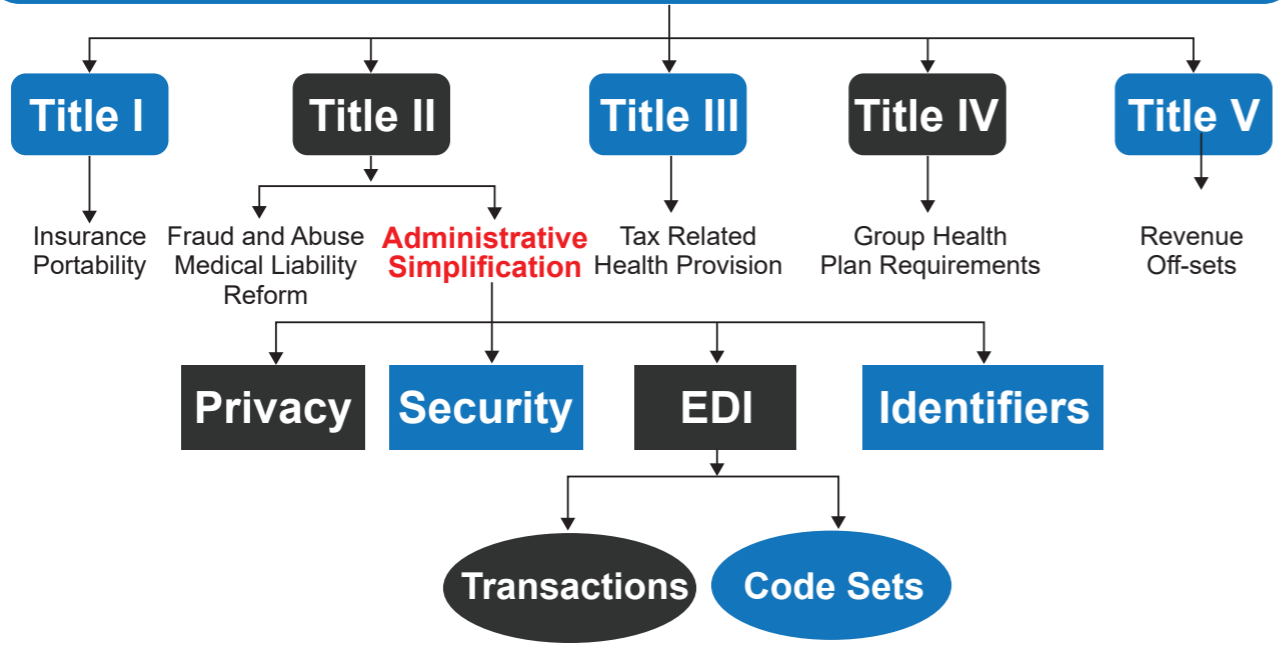 Title I
Title II
Title III
Title IV
Title V
Insurance
Portability
Fraud and Abuse
Medical Liability
Reform
Administrative
Simplification
Tax Related
Health Provision
Group Health
Plan Requirements
Revenue
Off-sets
Privacy
Security
EDI
Identifiers
Transactions
Code Sets